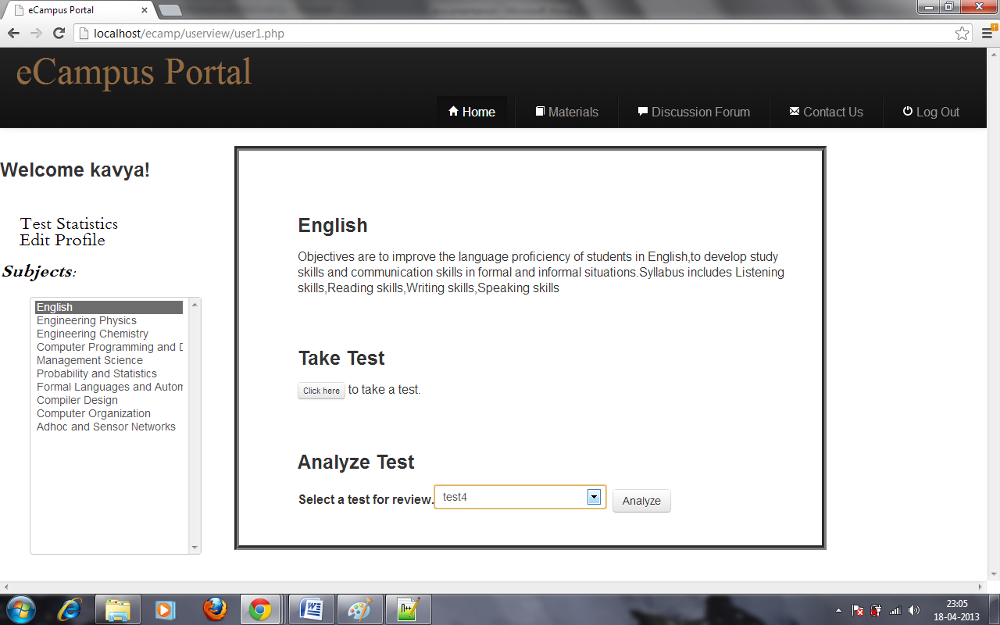 eCampus Portal
localhost/ecamp/userview/user1.php
eCampus Portal
Home Materials Discussion Forum Contact Us Log Out
Welcome kavya!
Test Statistics
Edit Profile
Subjects:
English
Engineering Physics
Engineering Chemistry
Computer Programming and D
Management Science
Probability and Statistics
Formal Languages and Autom
Compiler Design
Computer Organization
Adhoc and Sensor Networks
English
Objectives are to improve the language proficiency of students in English,to develop study
skills and communication skills in formal and informal situations.Syllabus includes Listening
skills,Reading skills,Writing skills,Speaking skills
Take Test
Click here to take a test.
Analyze Test
Select a test for review. test4 Analyze
23:05
18-04-2013